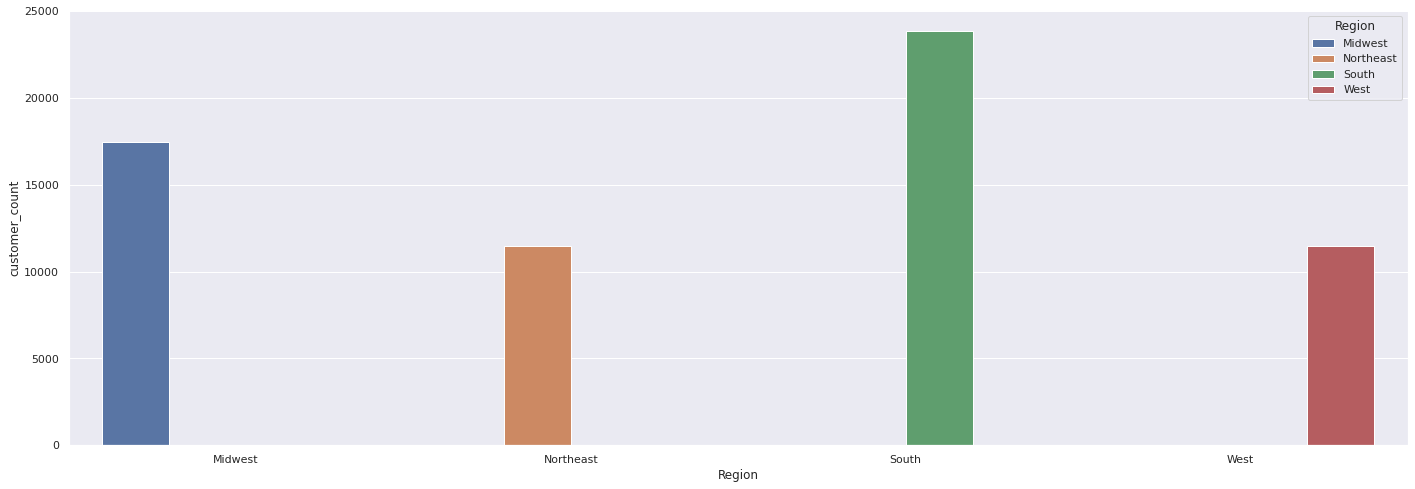 25000
20000
15000
10000
5000
0
customer_count
Region
Midwest
Northeast
South
West
Midwest
Northeast
South
West
Region